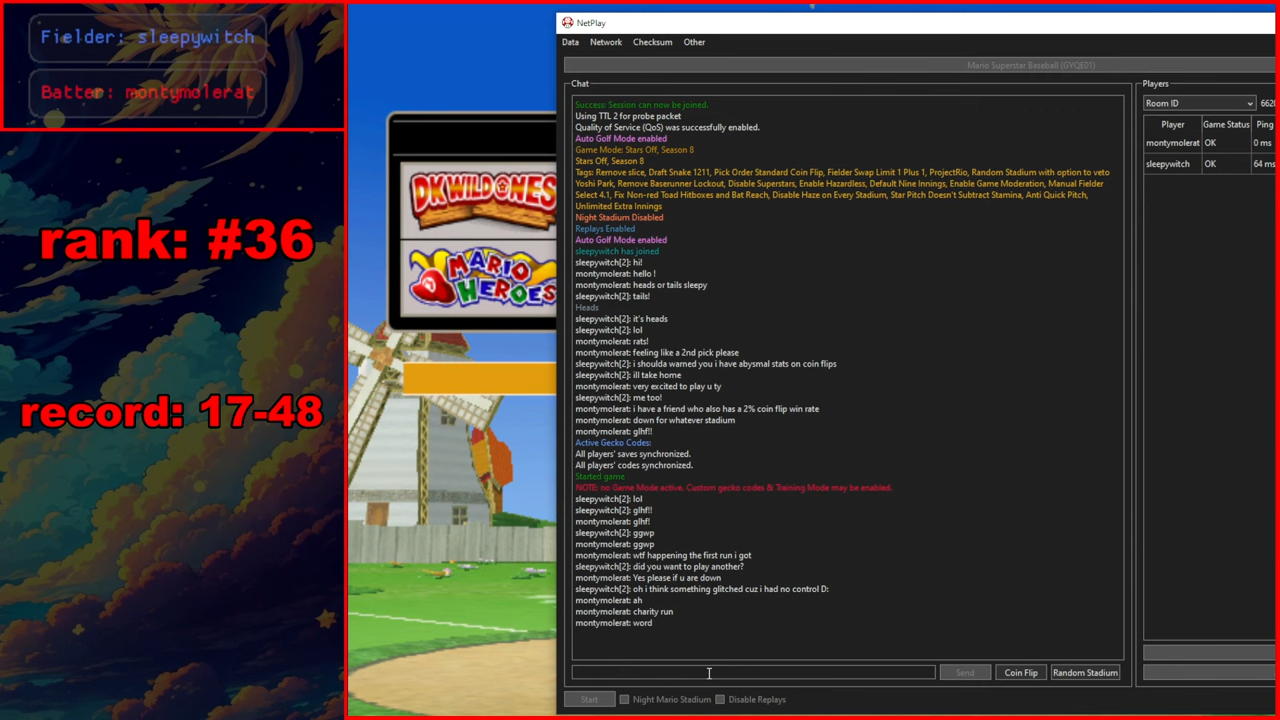 Fielder: sleepywitch
Batter: montymolerat
rank: #36
record: 17-48
DK WILD ONES
MARIO HEROES
NetPlay
Data Network Checksum Other
Mario Superstar Baseball (GYQE01)
Chat
Success: Session can now be joined.
Using TTL 2 for probe packet
Quality of Service (QoS) was successfully enabled.
Auto Golf Mode enabled
Game Mode: Stars Off, Season 8
Stars Off, Season 8
Tags: Remove slice, Draft Snake 1211, Pick Order Standard Coin Flip, Fielder Swap Limit 1 Plus 1, ProjectRio, Random Stadium with option to veto
Yoshi Park, Remove Baserunner Lockout, Disable Superstars, Enable Hazardless, Default Nine Innings, Enable Game Moderation, Manual Fielder
Select 4.1, Fix Non-red Toad Hitboxes and Bat Reach, Disable Haze on Every Stadium, Star Pitch Doesn't Subtract Stamina, Anti Quick Pitch,
Unlimited Extra Innings
Night Stadium Disabled
Replays Enabled
Auto Golf Mode enabled
sleepywitch has joined
sleepywitch[2]: hi!
montymolerat: hello !
montymolerat: heads or tails sleepy
sleepywitch[2]: tails!
Heads
sleepywitch[2]: it's heads
sleepywitch[2]: lol
montymolerat: rats!
montymolerat: feeling like a 2nd pick please
sleepywitch[2]: i shoulda warned you i have abysmal stats on coin flips
sleepywitch[2]: ill take home
montymolerat: very excited to play u ty
sleepywitch[2]: me too!
montymolerat: i have a friend who also has a 2% coin flip win rate
montymolerat: down for whatever stadium
montymolerat: glhf!!
Active Gecko Codes:
All players' saves synchronized.
All players' codes synchronized.
Started game
NOTE: no Game Mode active. Custom gecko codes & Training Mode may be enabled.
sleepywitch[2]: lol
sleepywitch[2]: glhf!!
montymolerat: glhf!
sleepywitch[2]: ggwp
montymolerat: ggwp
montymolerat: wtf happening the first run i got
sleepywitch[2]: did you want to play another?
montymolerat: Yes please if u are down
sleepywitch[2]: oh i think something glitched cuz i had no control D:
montymolerat: ah
montymolerat: charity run
montymolerat: word
Send Coin Flip Random Stadium
Start Night Mario Stadium Disable Replays
Players
Room ID 662
Player Game Status Ping
montymolerat OK 0 ms
sleepywitch OK 64 ms